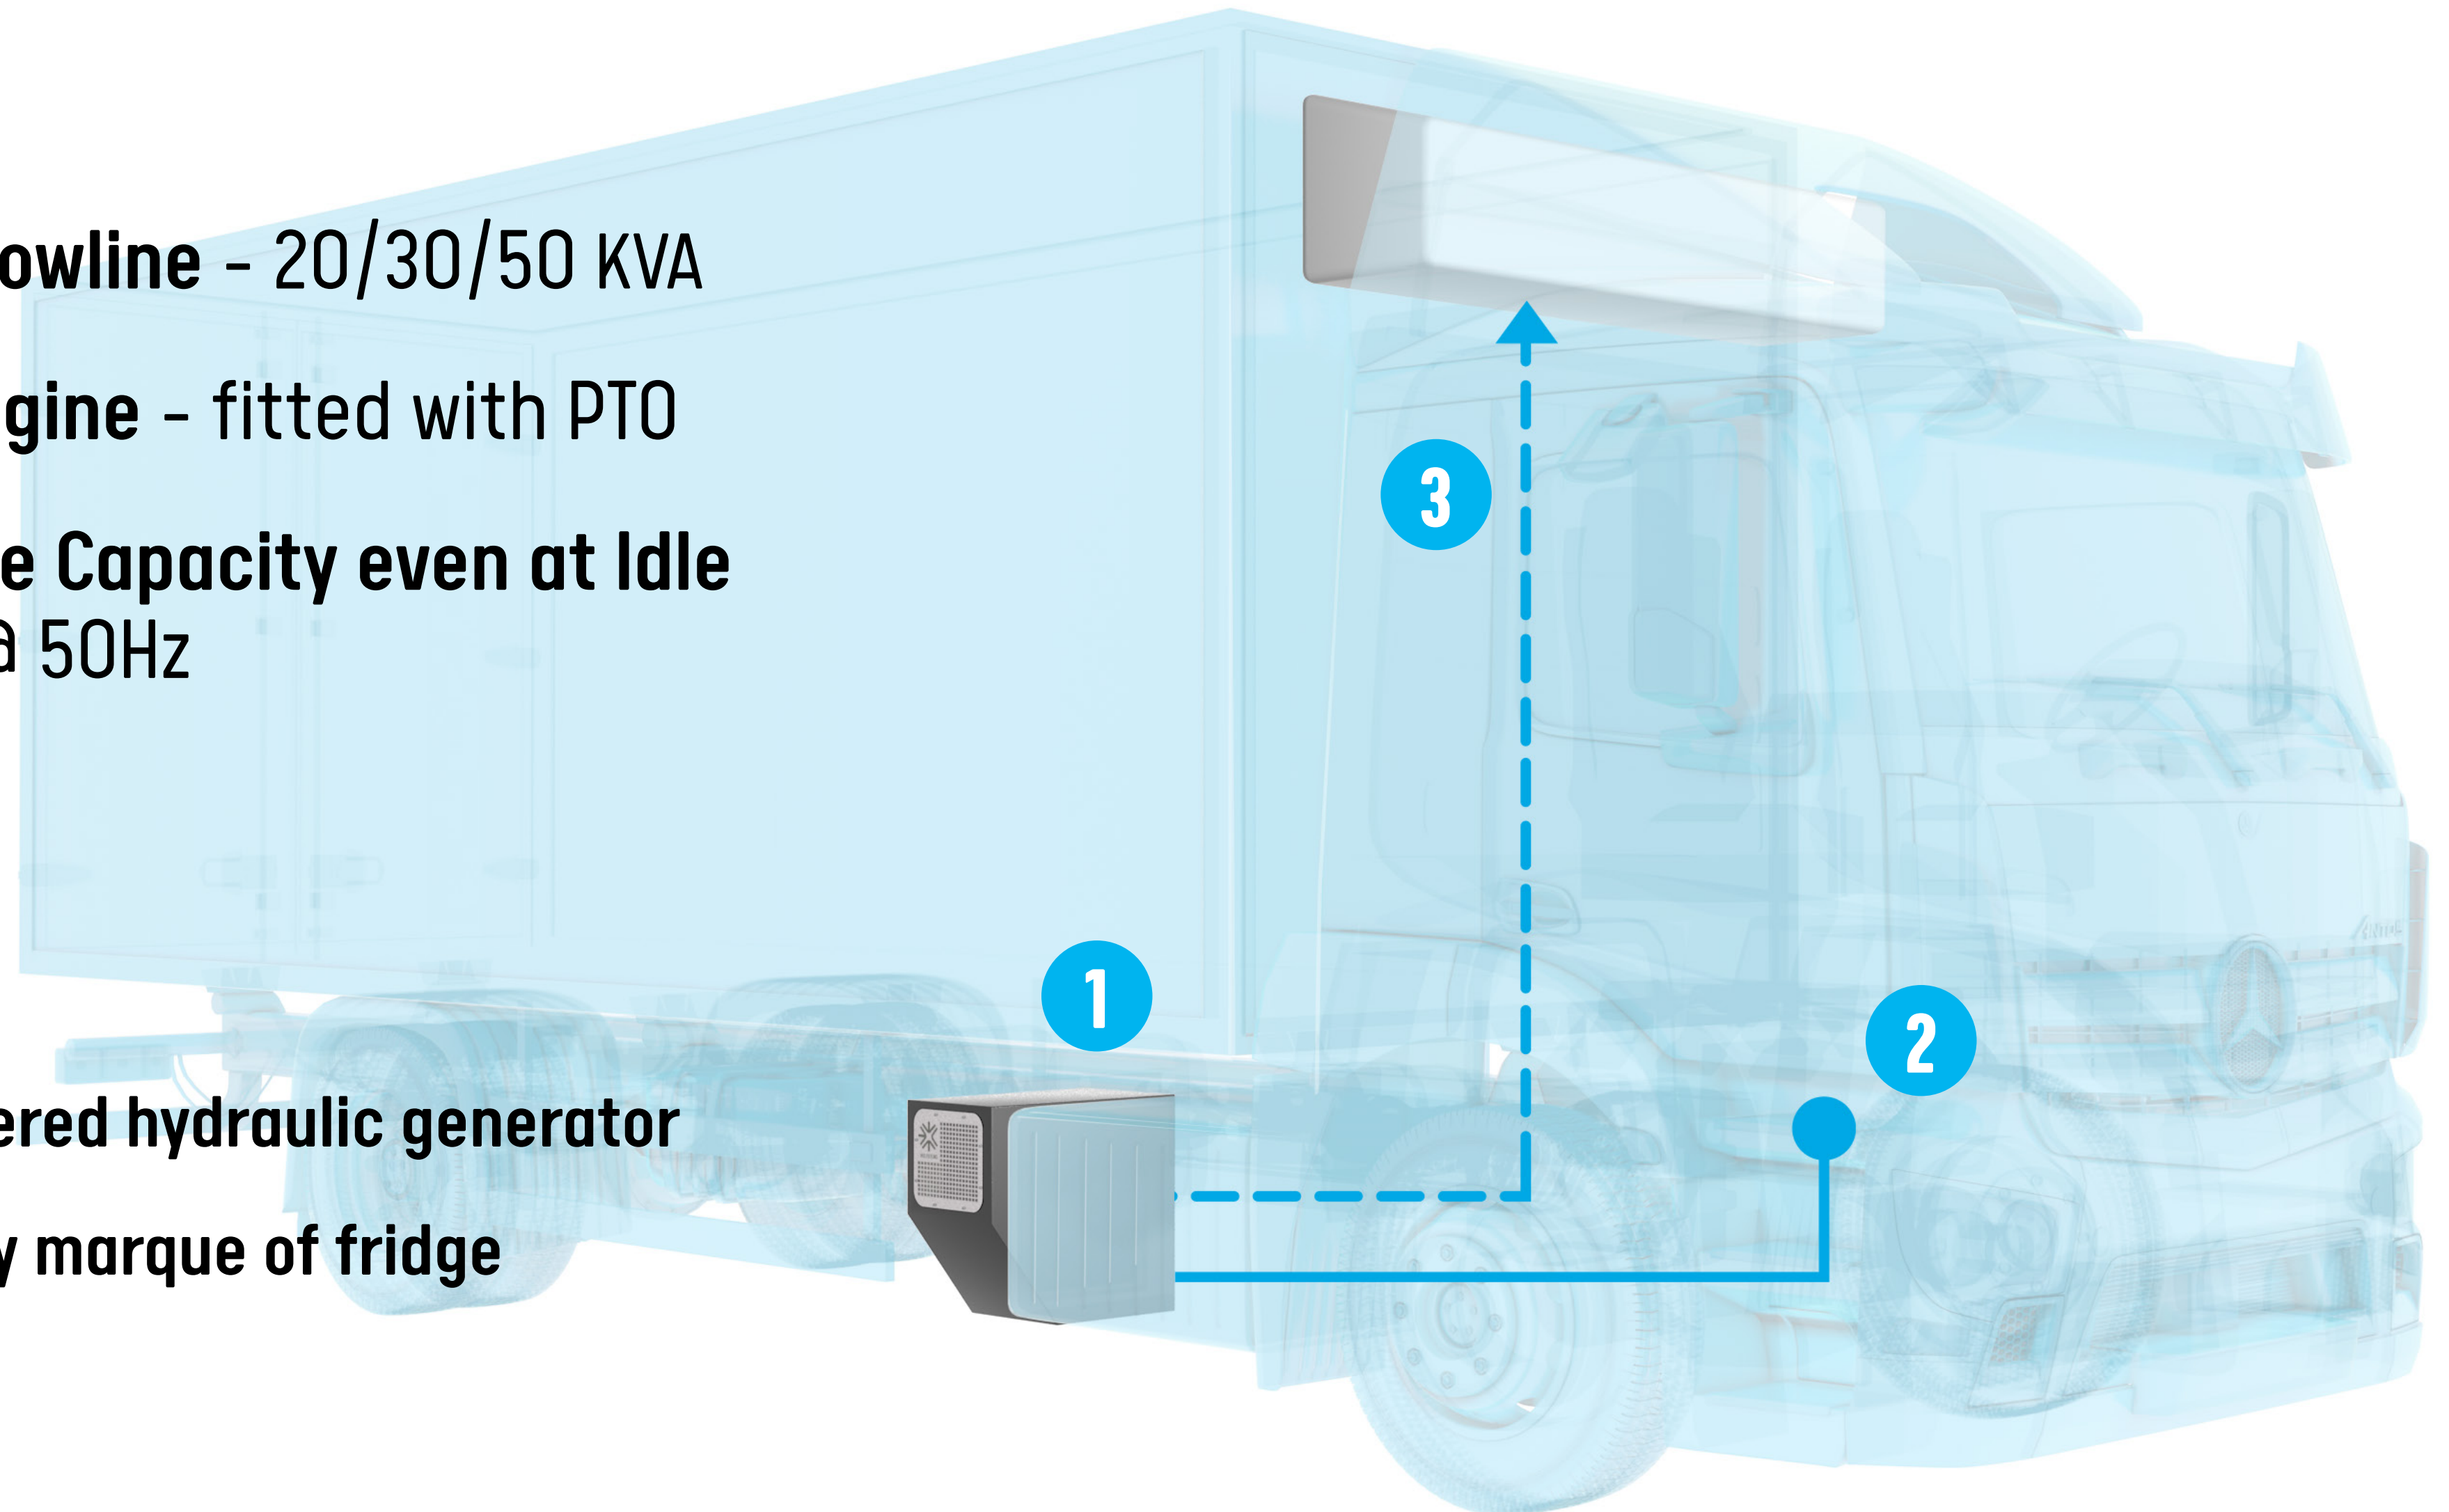 owline - 20/30/50 KVA
gine - fitted with PTO
e Capacity even at Idle
@ 50Hz
3
1
2
ered hydraulic generator
y marque of fridge